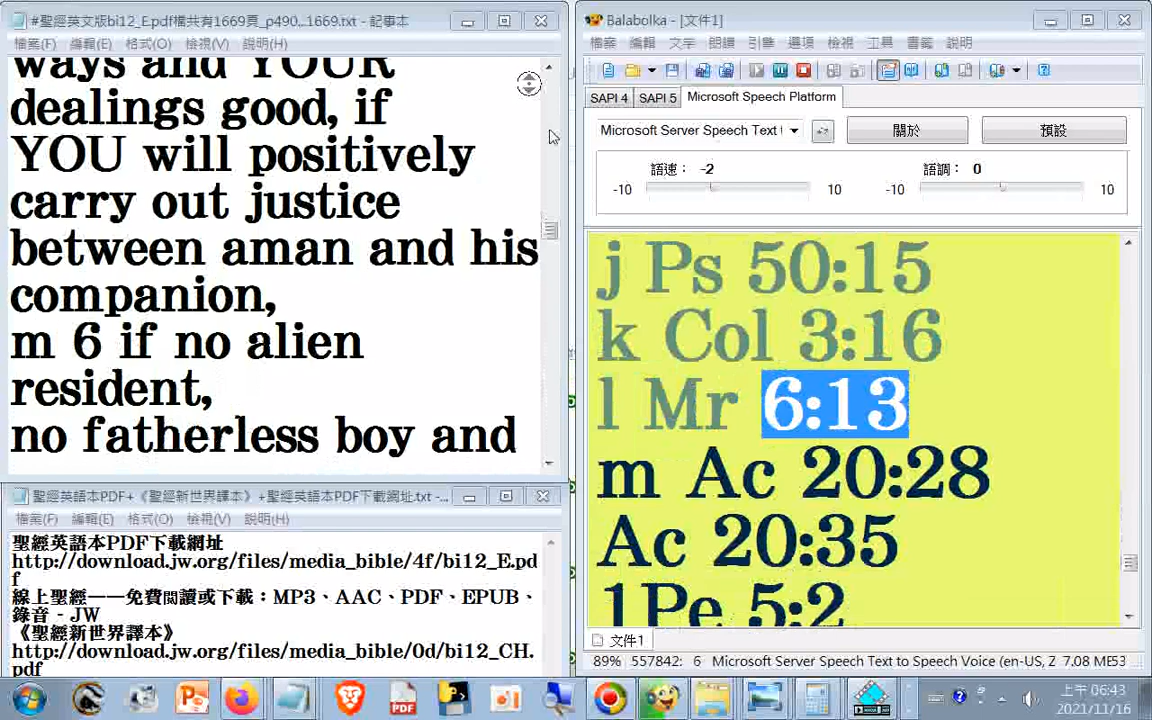 #聖經英文版bi12_E.pdf檔共有1669頁_p490,..1669.txt - 記事本
檔案(F) 編輯(E) 格式(O) 檢視(V) 說明(H)
ways and YOUR
dealings good, if
YOU will positively
carry out justice
between aman and his
companion,
m 6 if no alien
resident,
no fatherless boy and
聖經英語本PDF+《聖經新世界譯本》+聖經英語本PDF下載網址.txt - ...
檔案(F) 編輯(E) 格式(O) 檢視(V) 說明(H)
聖經英語本PDF下載網址
http://download.jw.org/files/media_bible/4f/bi12_E.pd
f
線上聖經——免費閱讀或下載：MP3、AAC、PDF、EPUB、
錄音 - JW
《聖經新世界譯本》
http://download.jw.org/files/media_bible/0d/bi12_CH.
pdf
Balabolka - [文件1]
檔案 編輯 文字 朗讀 引擎 選項 檢視 工具 書籤 說明
SAPI 4 SAPI 5 Microsoft Speech Platform
Microsoft Server Speech Text 關於 預設
語速： -2 語調： 0
-10 10 -10 10
j Ps 50:15
k Col 3:16
l Mr 6:13
m Ac 20:28
Ac 20:35
1Pe 5:2
文件1
89% 557842: 6 Microsoft Server Speech Text to Speech Voice (en-US, Z 7.08 ME53
上午 06:43
2021/11/16